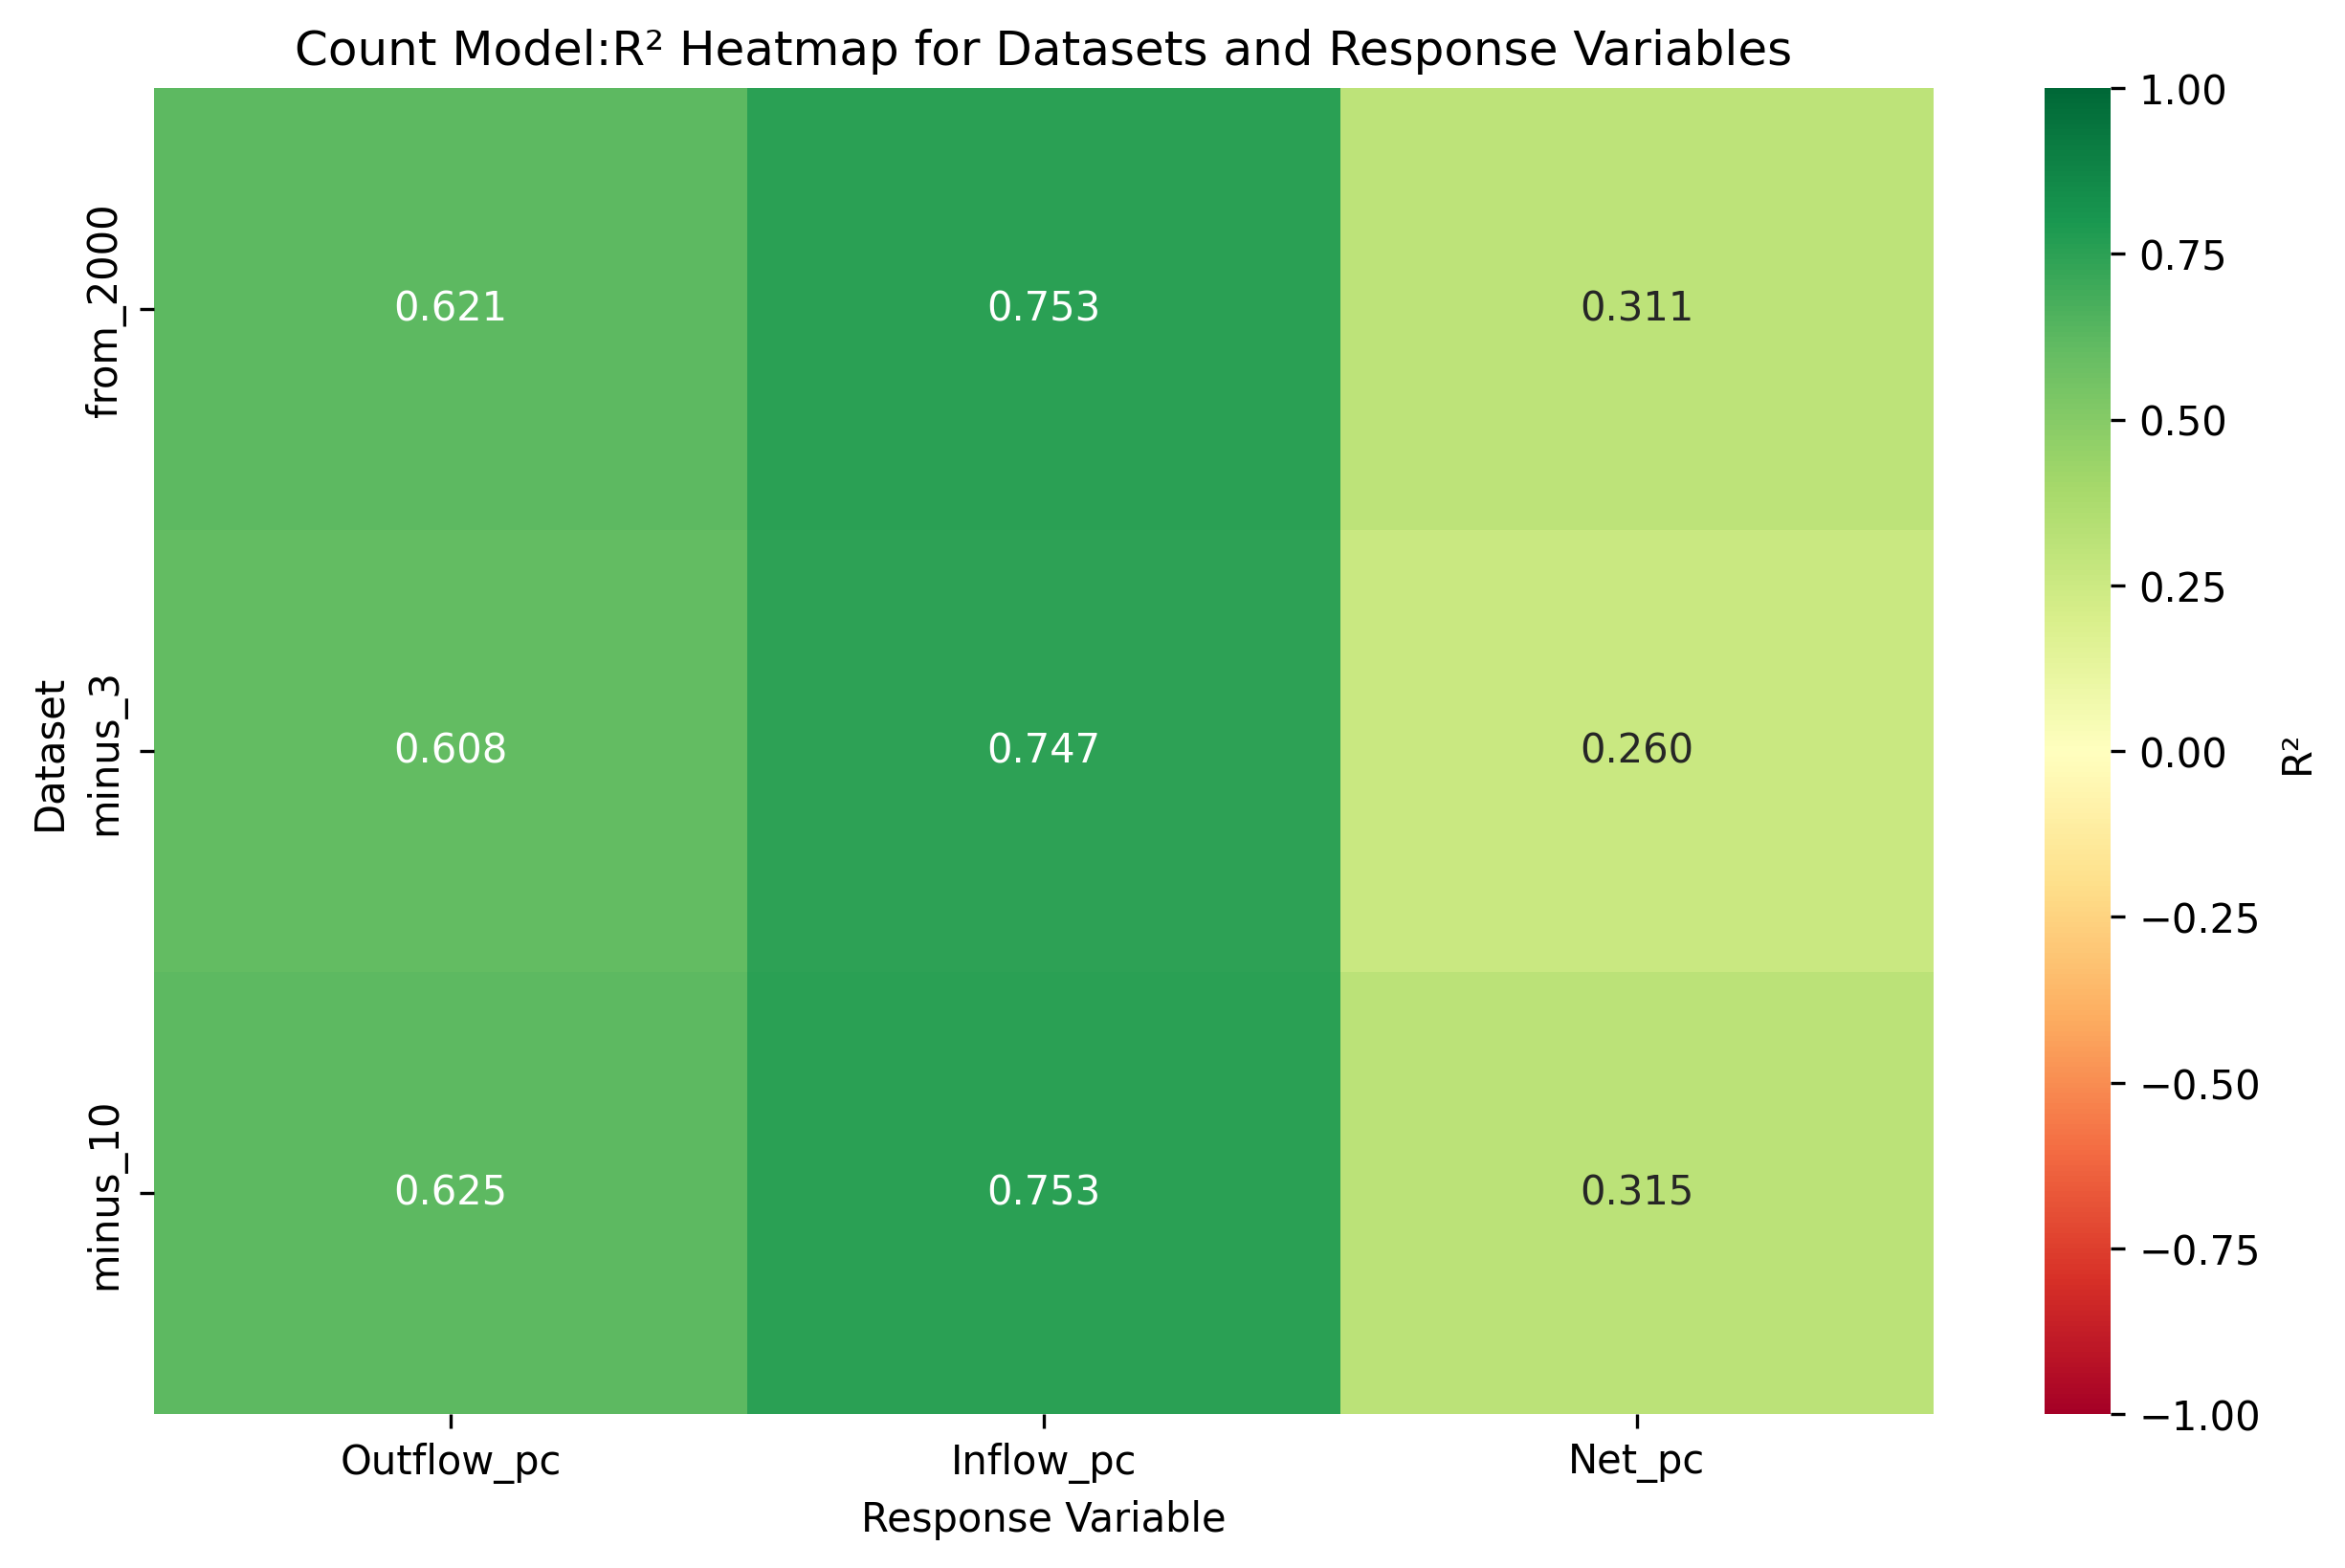 Count Model:R² Heatmap for Datasets and Response Variables
Dataset
from_2000
0.621 0.753 0.311
minus_3
0.608 0.747 0.260
minus_10
0.625 0.753 0.315
Outflow_pc Inflow_pc Net_pc
Response Variable
1.00
0.75
0.50
0.25
0.00
−0.25
−0.50
−0.75
−1.00
R²